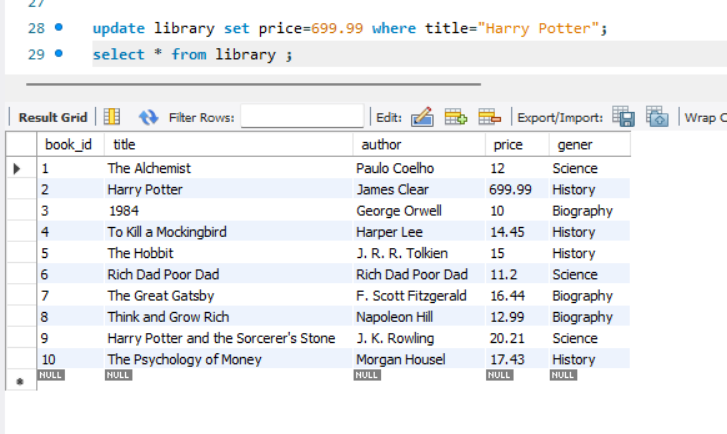 27
28 update library set price=699.99 where title="Harry Potter";
29 select * from library ;
Result Grid Filter Rows: Edit: Export/Import: Wrap C
book_id title author price gener
1 The Alchemist Paulo Coelho 12 Science
2 Harry Potter James Clear 699.99 History
3 1984 George Orwell 10 Biography
4 To Kill a Mockingbird Harper Lee 14.45 History
5 The Hobbit J. R. R. Tolkien 15 History
6 Rich Dad Poor Dad Rich Dad Poor Dad 11.2 Science
7 The Great Gatsby F. Scott Fitzgerald 16.44 Biography
8 Think and Grow Rich Napoleon Hill 12.99 Biography
9 Harry Potter and the Sorcerer's Stone J. K. Rowling 20.21 Science
10 The Psychology of Money Morgan Housel 17.43 History
NULL NULL NULL NULL NULL